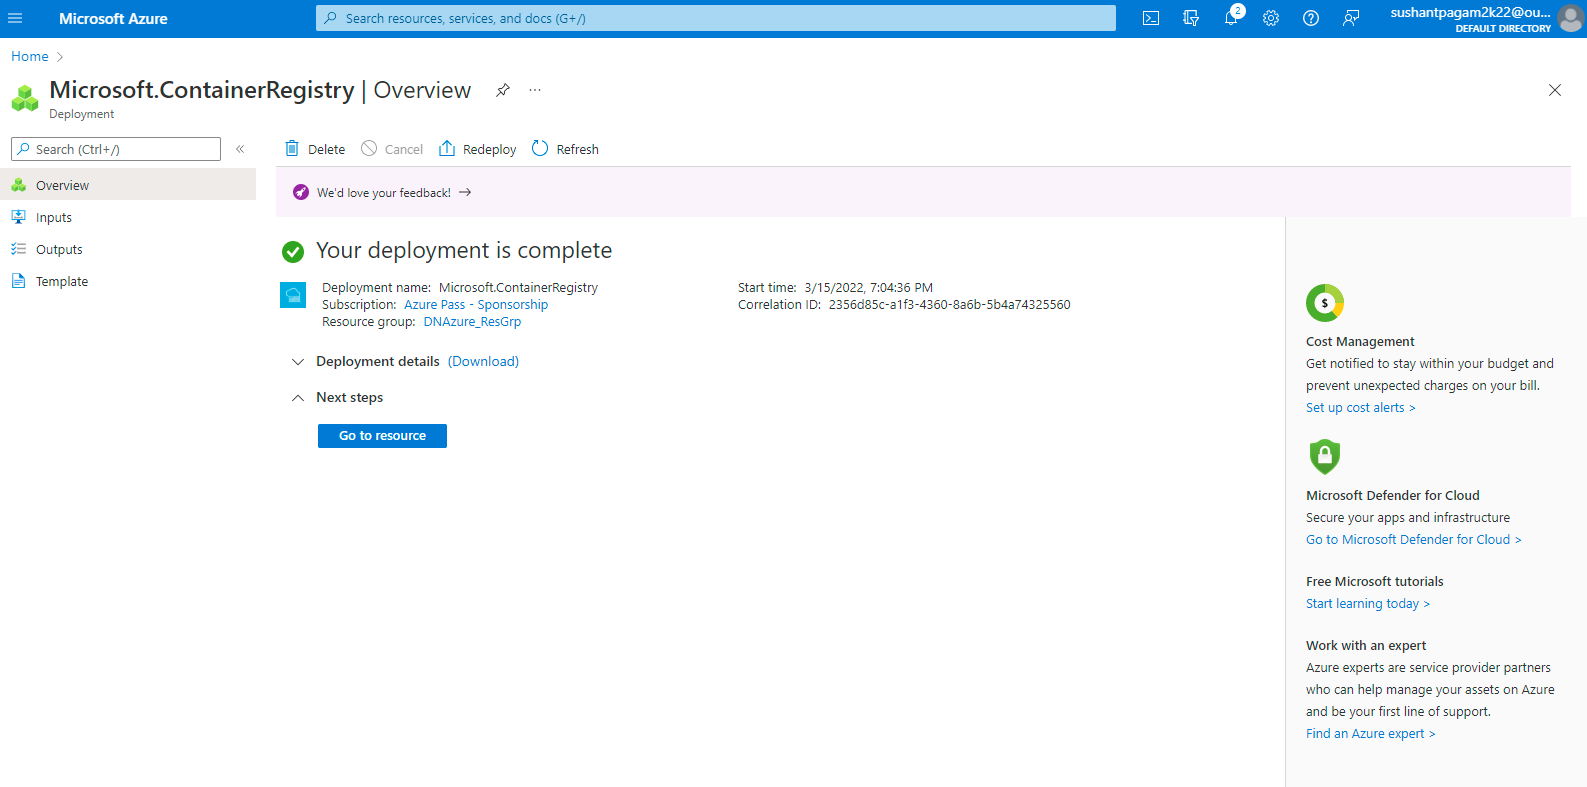 Microsoft Azure
Search resources, services, and docs (G+/)
2
sushantpagam2k22@ou...
DEFAULT DIRECTORY
Home >
Microsoft.ContainerRegistry | Overview
...
Deployment
Search (Ctrl+/)
«
Delete
Cancel
Redeploy
Refresh
Overview
Inputs
Outputs
Template
We'd love your feedback! →
Your deployment is complete
Deployment name: Microsoft.ContainerRegistry
Subscription: Azure Pass - Sponsorship
Resource group: DNAzure_ResGrp
Start time: 3/15/2022, 7:04:36 PM
Correlation ID: 2356d85c-a1f3-4360-8a6b-5b4a74325560
Deployment details (Download)
Next steps
Go to resource
$
Cost Management
Get notified to stay within your budget and
prevent unexpected charges on your bill.
Set up cost alerts >
Microsoft Defender for Cloud
Secure your apps and infrastructure
Go to Microsoft Defender for Cloud >
Free Microsoft tutorials
Start learning today >
Work with an expert
Azure experts are service provider partners
who can help manage your assets on Azure
and be your first line of support.
Find an Azure expert >